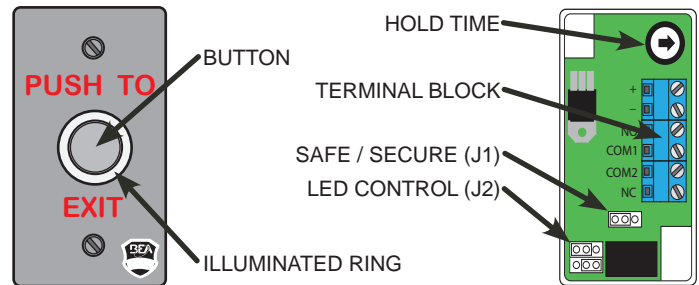 HOLD TIME
BUTTON
PUSH TO
TERMINAL BLOCK
+
–
NO
COM1
COM2
NC
SAFE / SECURE (J1)
LED CONTROL (J2)
EXIT
BEA
ILLUMINATED RING